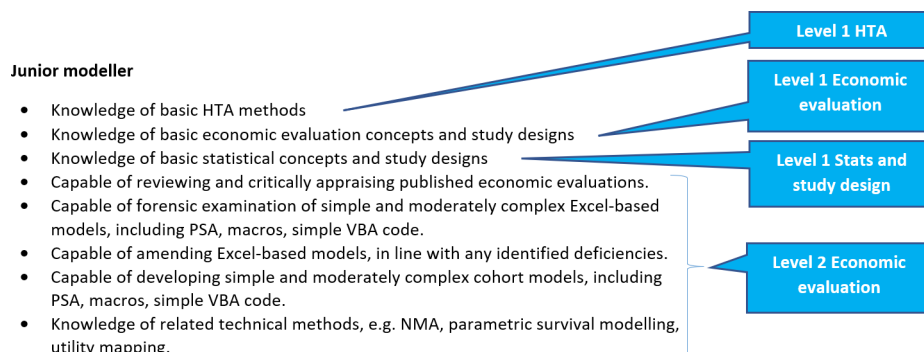 Level 1 HTA
Junior modeller
Level 1 Economic
evaluation
• Knowledge of basic HTA methods
• Knowledge of basic economic evaluation concepts and study designs
• Knowledge of basic statistical concepts and study designs
Level 1 Stats and
study design
• Capable of reviewing and critically appraising published economic evaluations.
• Capable of forensic examination of simple and moderately complex Excel-based
models, including PSA, macros, simple VBA code.
• Capable of amending Excel-based models, in line with any identified deficiencies.
• Capable of developing simple and moderately complex cohort models, including
PSA, macros, simple VBA code.
Level 2 Economic
evaluation
• Knowledge of related technical methods, e.g. NMA, parametric survival modelling,
utility mapping.